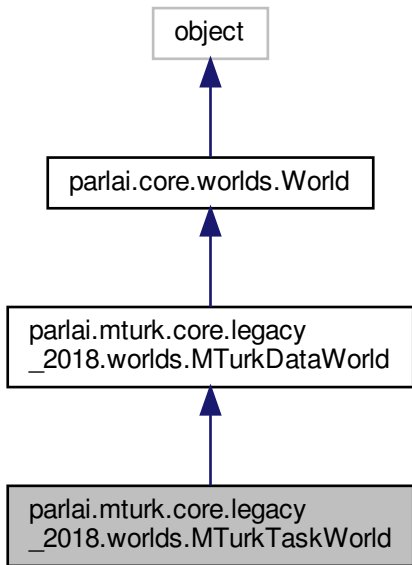 object
parlai.core.worlds.World
parlai.mturk.core.legacy
_2018.worlds.MTurkDataWorld
parlai.mturk.core.legacy
_2018.worlds.MTurkTaskWorld